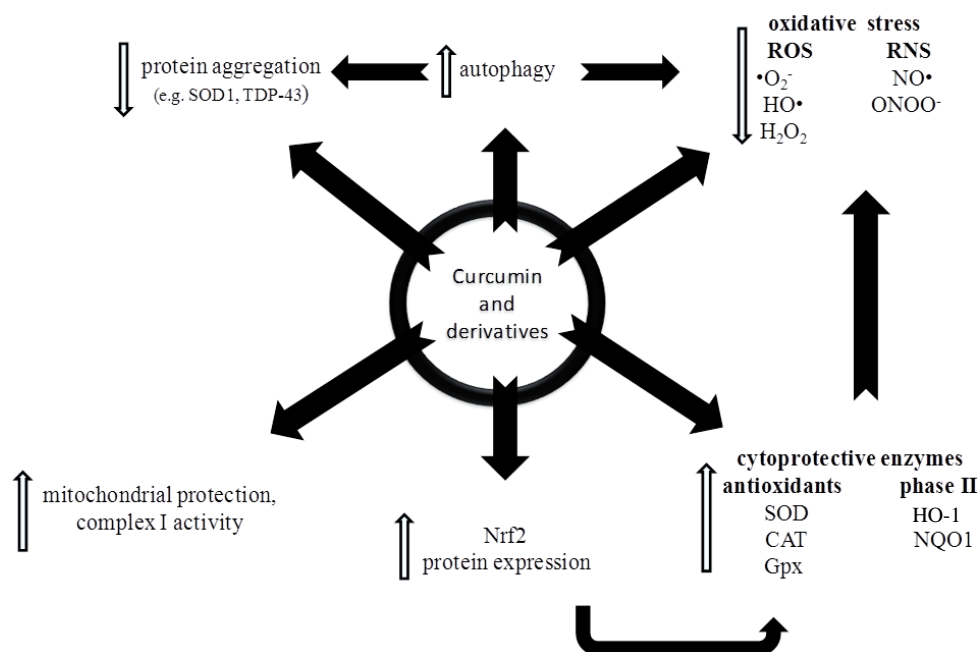 oxidative stress
ROS RNS
•O₂⁻ NO•
HO• ONOO⁻
H₂O₂
protein aggregation
(e.g. SOD1, TDP-43)
autophagy
Curcumin
and
derivatives
mitochondrial protection,
complex I activity
Nrf2
protein expression
cytoprotective enzymes
antioxidants phase II
SOD HO-1
CAT NQO1
Gpx